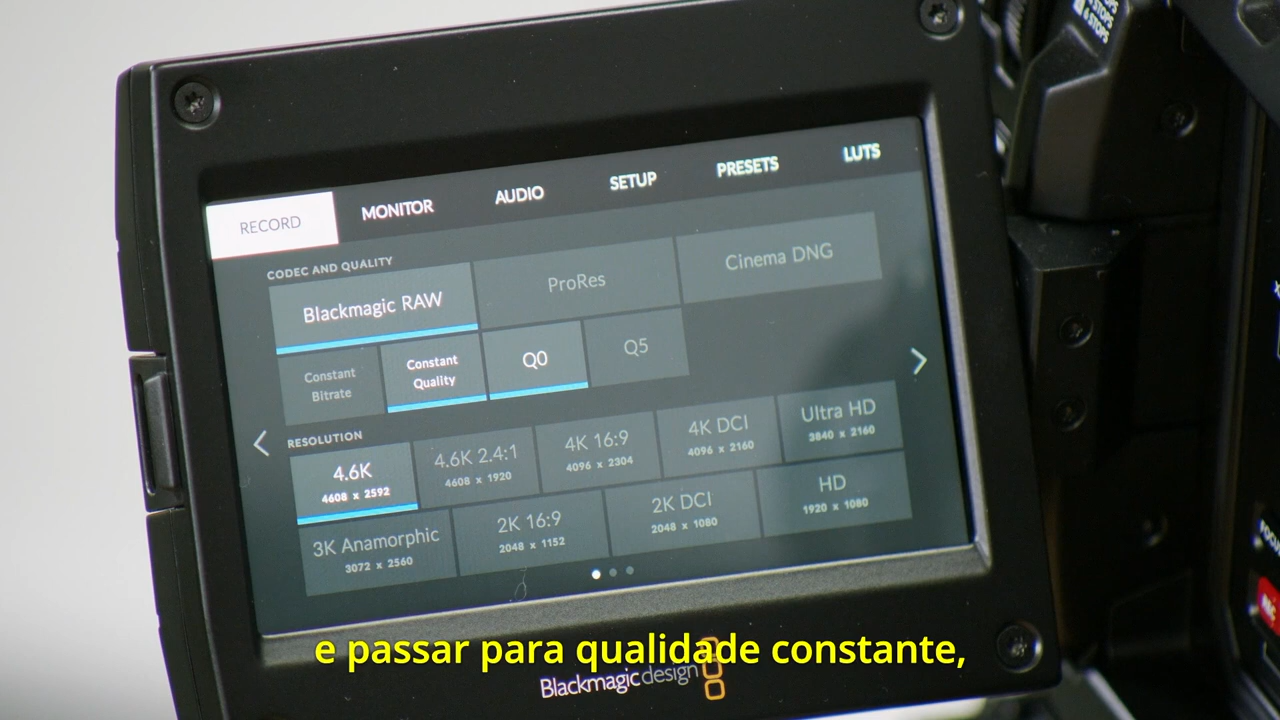 6 STOPS
RECORD MONITOR AUDIO SETUP PRESETS LUTS
CODEC AND QUALITY
Blackmagic RAW ProRes Cinema DNG
Constant Bitrate Constant Quality Q0 Q5
RESOLUTION
4.6K 4.6K 2.4:1 4K 16:9 4K DCI Ultra HD
4608 x 2592 4608 x 1920 4096 x 2304 4096 x 2160 3840 x 2160
3K Anamorphic 2K 16:9 2K DCI HD
3072 x 2560 2048 x 1152 2048 x 1080 1920 x 1080
e passar para qualidade constante,
Blackmagicdesign